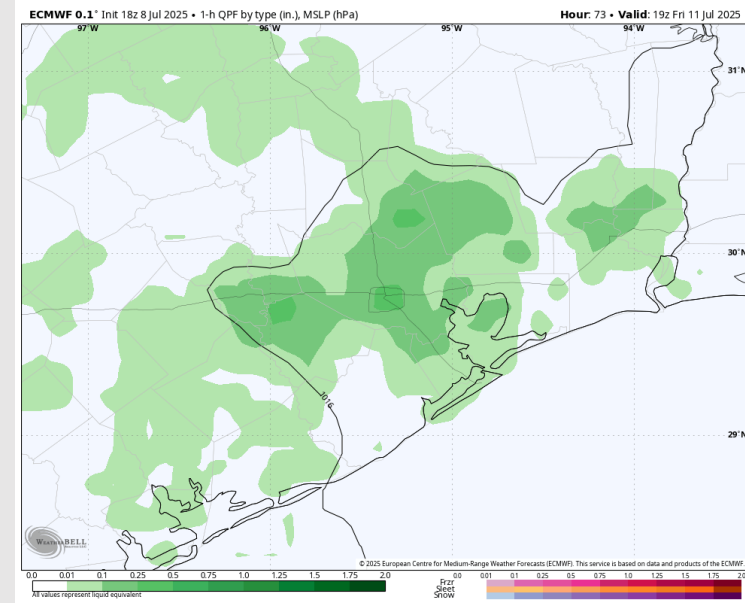 ECMWF 0.1° Init 18z 8 Jul 2025 • 1-h QPF by type (in.), MSLP (hPa)
Hour: 73 • Valid: 19z Fri 11 Jul 2025
97°W 96°W 95°W 94°W
31°N
30°N
1016
29°N
WEATHERBELL
© 2025 European Centre for Medium-Range Weather Forecasts (ECMWF). This service is based on data and products of the ECMWF.
0.0 0.01 0.1 0.25 0.5 0.75 1.0 1.25 1.5 1.75 2.0
All values represent liquid equivalent
0.0 0.01 0.1 0.25 0.5 0.75 1.0 1.25 1.5 1.75 2.0
Frzr
Sleet
Snow